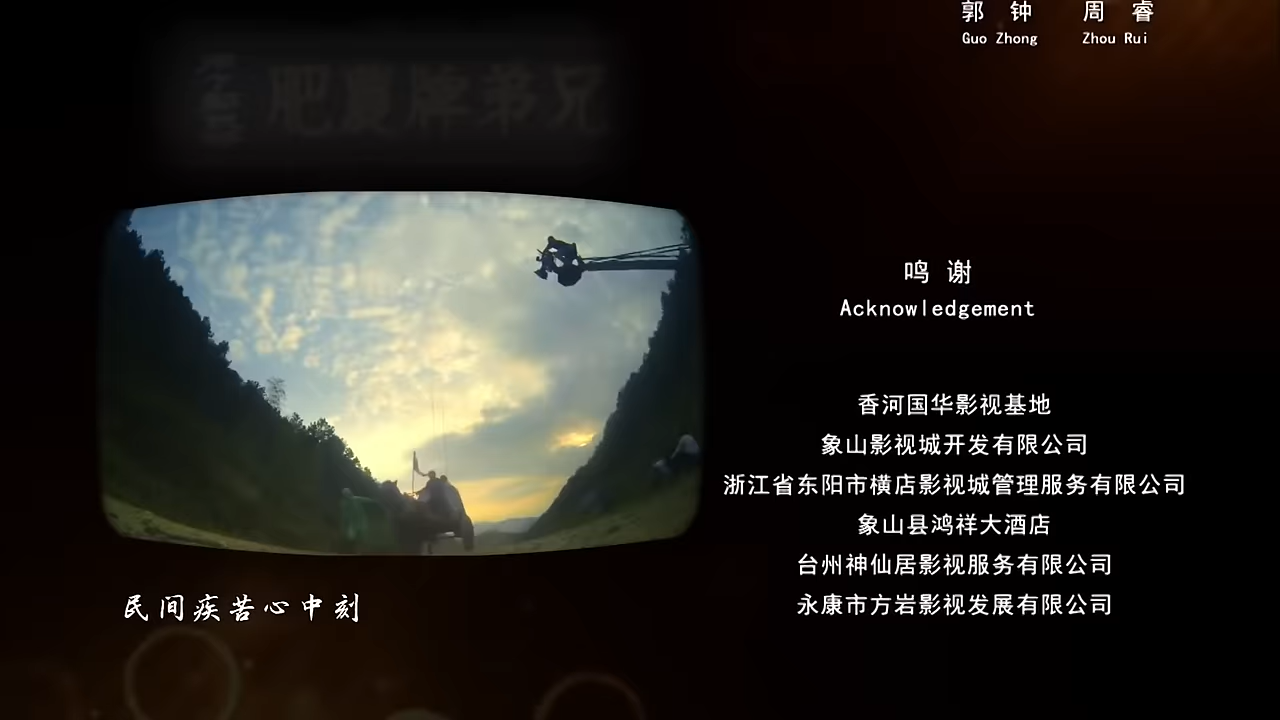 郭 钟 周 睿
Guo Zhong Zhou Rui
鸣 谢
Acknowledgement
香河国华影视基地
象山影视城开发有限公司
浙江省东阳市横店影视城管理服务有限公司
象山县鸿祥大酒店
台州神仙居影视服务有限公司
永康市方岩影视发展有限公司
民间疾苦心中刻